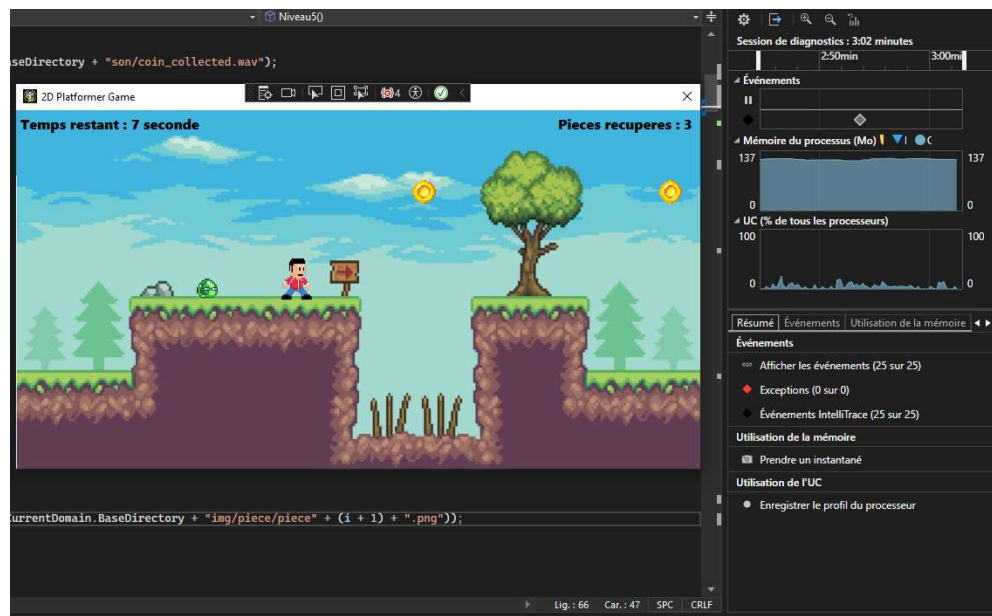 Niveau5()
aseDirectory + "son/coin_collected.wav");
2D Platformer Game
4
Temps restant : 7 seconde
Pieces recuperes : 3
CurrentDomain.BaseDirectory + "img/piece/piece" + (i + 1) + ".png"));
Lig. : 66 Car. : 47 SPC CRLF
Session de diagnostics : 3:02 minutes
2:50min 3:00mi
Événements
Mémoire du processus (Mo)
137 137
0 0
UC (% de tous les processeurs)
100 100
0 0
Résumé Événements Utilisation de la mémoire
Événements
Afficher les événements (25 sur 25)
Exceptions (0 sur 0)
Événements IntelliTrace (25 sur 25)
Utilisation de la mémoire
Prendre un instantané
Utilisation de l'UC
Enregistrer le profil du processeur